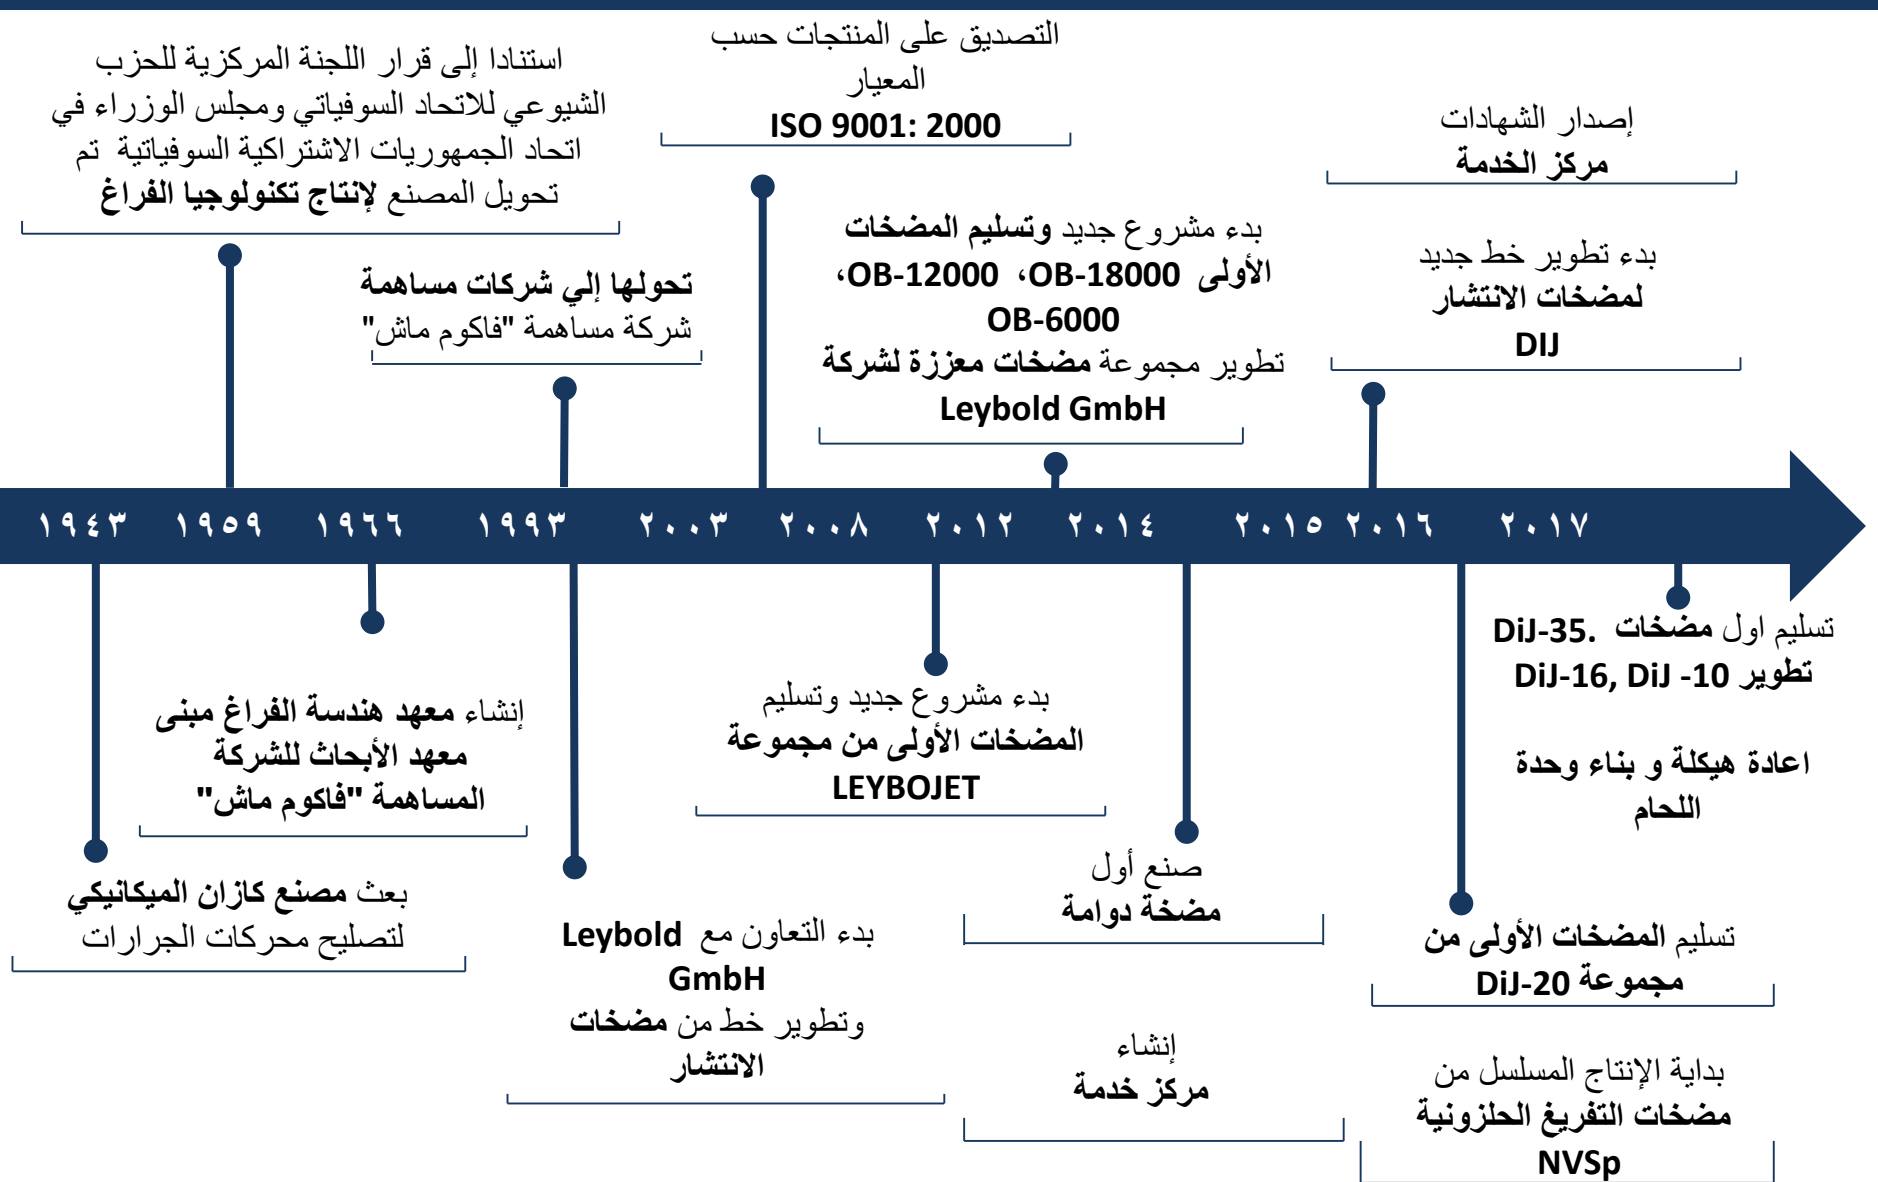 استنادا إلى قرار اللجنة المركزية للحزب
الشيوعي للاتحاد السوفياتي ومجلس الوزراء في
اتحاد الجمهوريات الاشتراكية السوفياتية تم
تحويل المصنع لإنتاج تكنولوجيا الفراغ
تحولها إلي شركات مساهمة
شركة مساهمة "فاكوم ماش"
التصديق على المنتجات حسب
المعيار
ISO 9001: 2000
بدء مشروع جديد وتسليم المضخات
الأولى OB-18000، OB-12000،
OB-6000
تطوير مجموعة مضخات معززة لشركة
Leybold GmbH
إصدار الشهادات
مركز الخدمة
بدء تطوير خط جديد
لمضخات الانتشار
DIJ
١٩٤٣ ١٩٥٩ ١٩٦٦ ١٩٩٣ ٢٠٠٣ ٢٠٠٨ ٢٠١٢ ٢٠١٤ ٢٠١٥ ٢٠١٦ ٢٠١٧
بعث مصنع كازان الميكانيكي
لتصليح محركات الجرارات
إنشاء معهد هندسة الفراغ مبنى
معهد الأبحاث للشركة
المساهمة "فاكوم ماش"
بدء التعاون مع Leybold
GmbH
وتطوير خط من مضخات
الانتشار
بدء مشروع جديد وتسليم
المضخات الأولى من مجموعة
LEYBOJET
صنع أول
مضخة دوامة
إنشاء
مركز خدمة
تسليم المضخات الأولى من
مجموعة DiJ-20
بداية الإنتاج المسلسل من
مضخات التفريغ الحلزونية
NVSp
تسليم اول مضخات DiJ-35.
تطوير DiJ-16, DiJ -10
اعادة هيكلة و بناء وحدة
اللحام